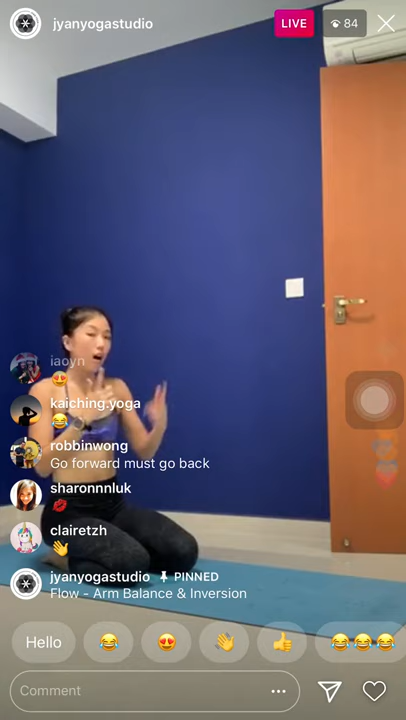 jyanyogastudio
LIVE
84
iaoyn
😍
kaiching.yoga
😂
robbinwong
Go forward must go back
sharonnnluk
💋
clairetzh
👋
jyanyogastudio PINNED
Flow - Arm Balance & Inversion
Hello 😂 😍 👋 👍 😂😂😂
Comment